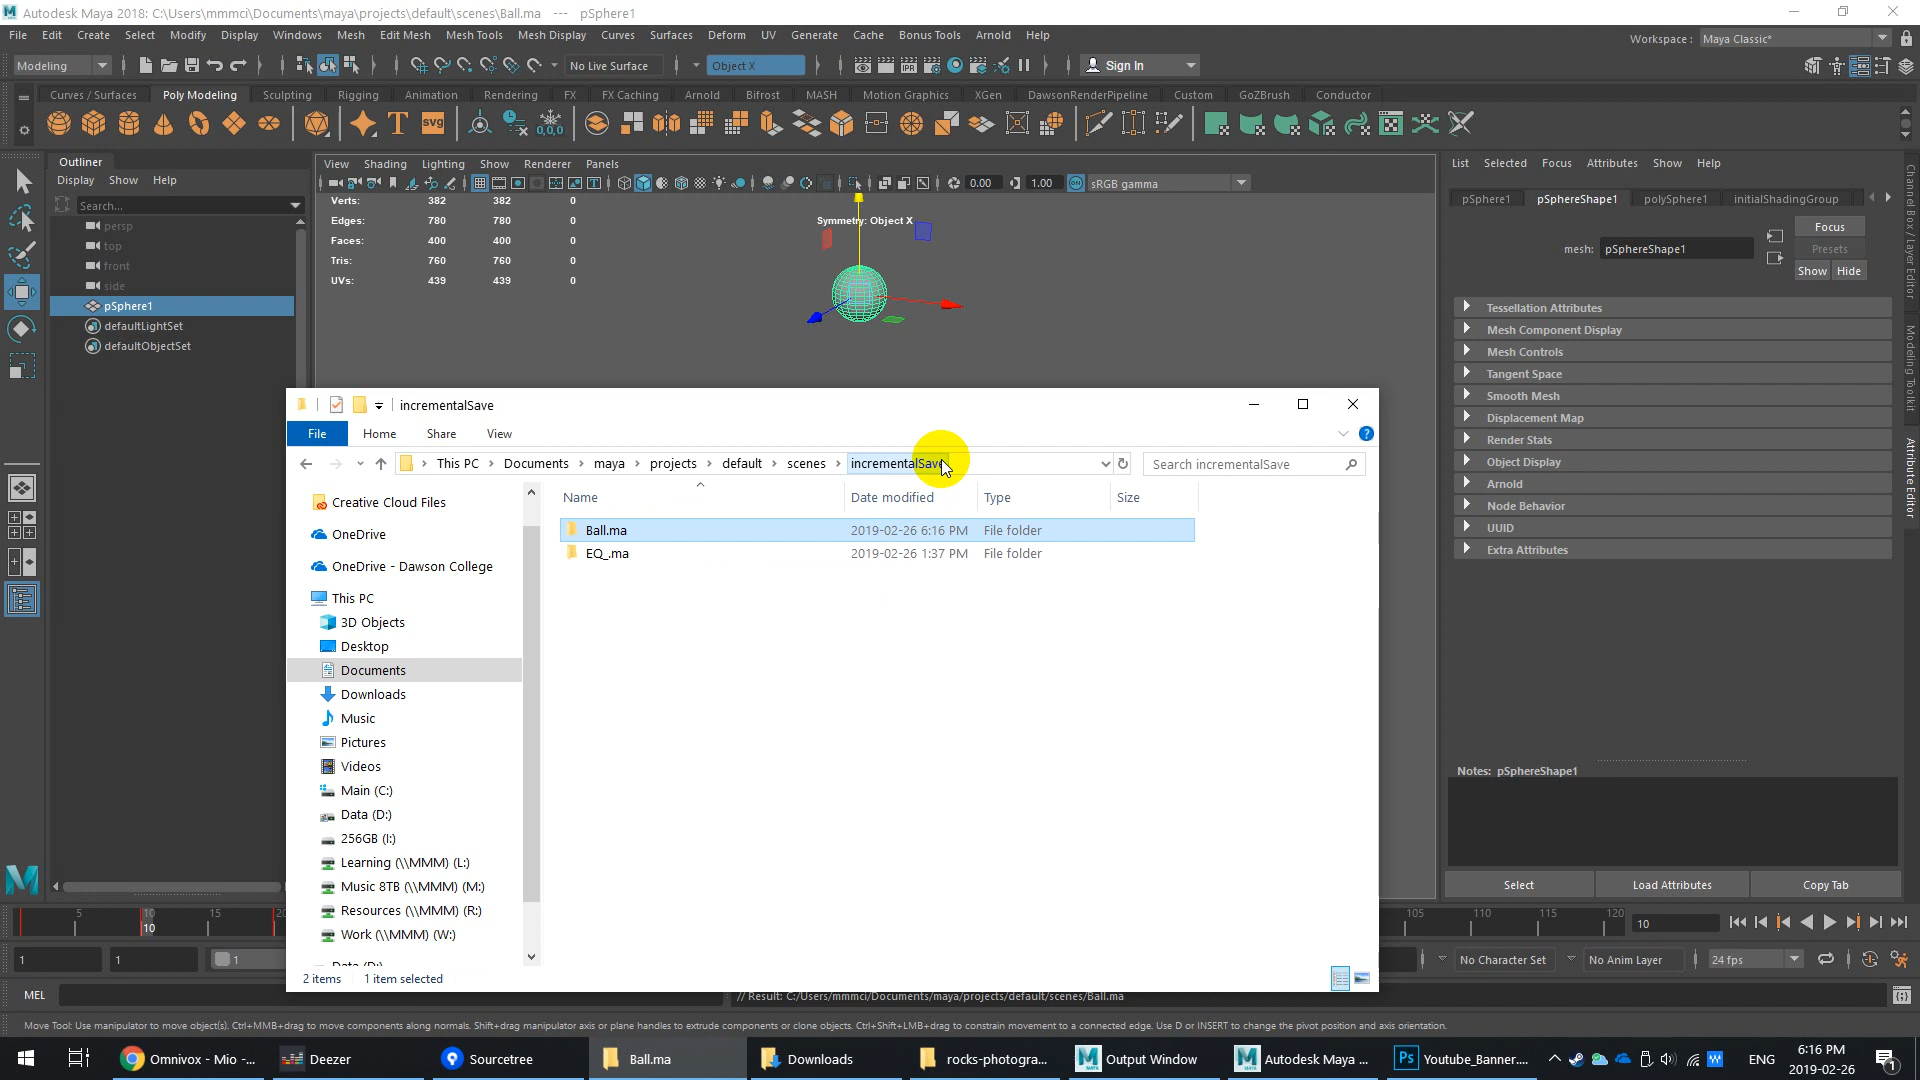 Autodesk Maya 2018: C:\Users\mmmci\Documents\maya\projects\default\scenes\Ball.ma --- pSphere1
File Edit Create Select Modify Display Windows Mesh Edit Mesh Mesh Tools Mesh Display Curves Surfaces Deform UV Generate Cache Bonus Tools Arnold Help
Workspace : Maya Classic*
Modeling
No Live Surface
Object X
IPR
Sign In
Curves / Surfaces Poly Modeling Sculpting Rigging Animation Rendering FX FX Caching Arnold Bifrost MASH Motion Graphics XGen DawsonRenderPipeline Custom GoZBrush Conductor
T svg 0,0,0
Outliner
Display Show Help
Search...
persp
top
front
side
pSphere1
defaultLightSet
defaultObjectSet
View Shading Lighting Show Renderer Panels
0.00 1.00 sRGB gamma
Verts: 382 382 0
Edges: 780 780 0
Faces: 400 400 0
Tris: 760 760 0
UVs: 439 439 0
Symmetry: Object X
List Selected Focus Attributes Show Help
pSphere1 pSphereShape1 polySphere1 initialShadingGroup
mesh: pSphereShape1
Focus
Presets
Show Hide
Tessellation Attributes
Mesh Component Display
Mesh Controls
Tangent Space
Smooth Mesh
Displacement Map
Render Stats
Object Display
Arnold
Node Behavior
UUID
Extra Attributes
Notes: pSphereShape1
Select Load Attributes Copy Tab
Channel Box / Layer Editor
Modeling Toolkit
Attribute Editor
incrementalSave
File Home Share View
This PC Documents maya projects default scenes incrementalSave
Search incrementalSave
Name Date modified Type Size
Ball.ma 2019-02-26 6:16 PM File folder
EQ_.ma 2019-02-26 1:37 PM File folder
Creative Cloud Files
OneDrive
OneDrive - Dawson College
This PC
3D Objects
Desktop
Documents
Downloads
Music
Pictures
Videos
Main (C:)
Data (D:)
256GB (I:)
Learning (\\MMM) (L:)
Music 8TB (\\MMM) (M:)
Resources (\\MMM) (R:)
Work (\\MMM) (W:)
Data (D:)
2 items 1 item selected
5 10 15 20 105 110 115 120
10
10
1 1 1
No Character Set No Anim Layer 24 fps
MEL
// Result: C:/Users/mmmci/Documents/maya/projects/default/scenes/Ball.ma
Move Tool: Use manipulator to move object(s). Ctrl+MMB+drag to move components along normals. Shift+drag manipulator axis or plane handles to extrude components or clone objects. Ctrl+Shift+LMB+drag to constrain movement to a connected edge. Use D or INSERT to change the pivot position and axis orientation.
Omnivox - Mio -... Deezer Sourcetree Ball.ma Downloads rocks-photogra... Output Window Autodesk Maya ... Youtube_Banner....
ENG
6:16 PM
2019-02-26
1